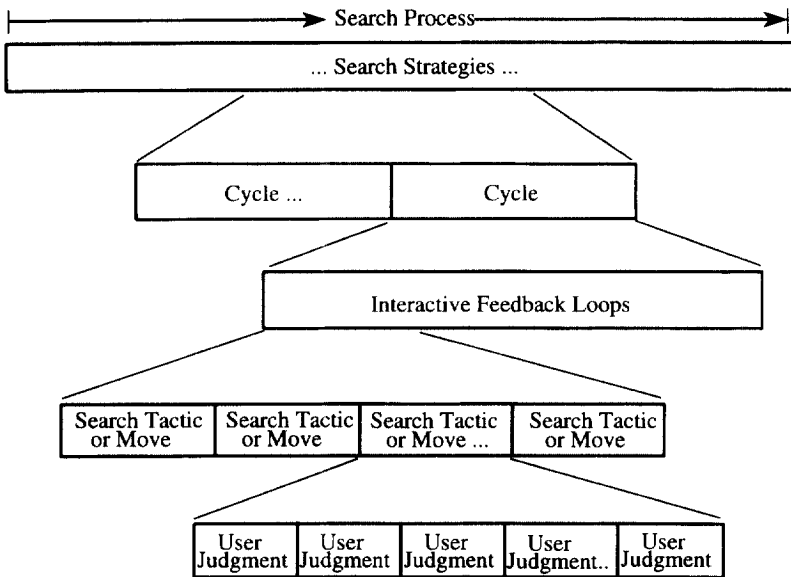 Search Process
... Search Strategies ...
Cycle ... Cycle
Interactive Feedback Loops
Search Tactic Search Tactic Search Tactic Search Tactic
or Move or Move or Move ... or Move
User User User User User
Judgment Judgment Judgment Judgment.. Judgment